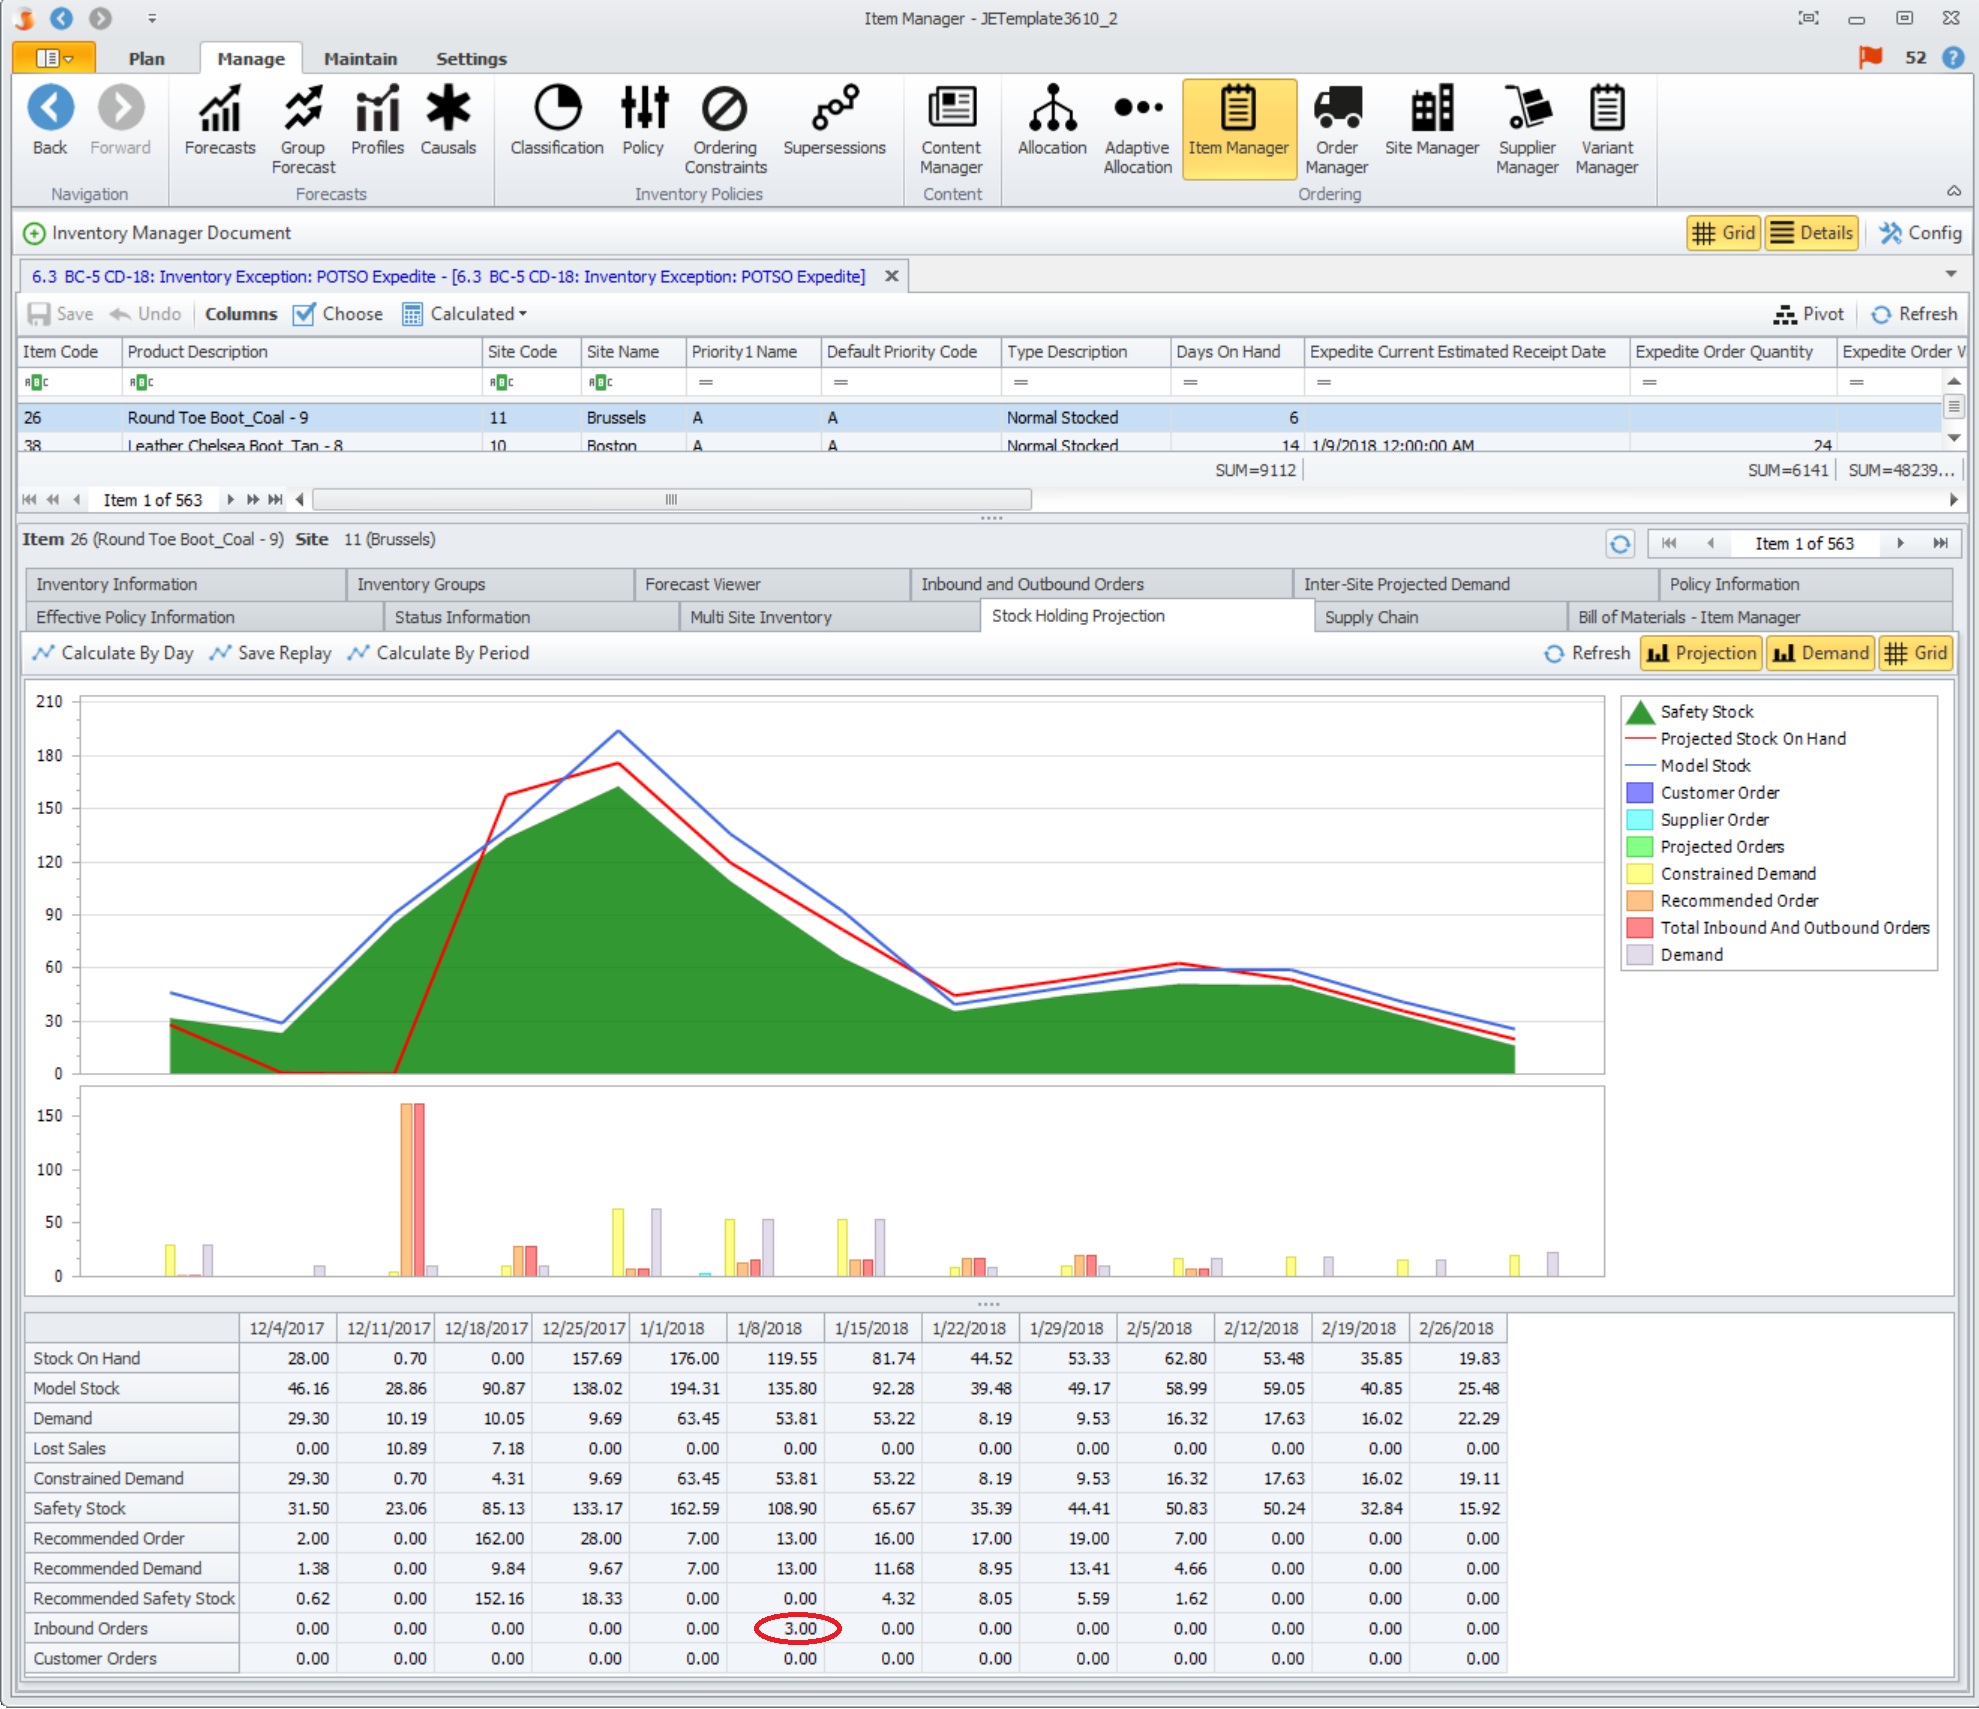 Item Manager - JETemplate3610_2
Plan Manage Maintain Settings 52 ?
Back Forward Forecasts Group Forecast Profiles Causals Classification Policy Ordering Constraints Supersessions Content Manager Allocation Adaptive Allocation Item Manager Order Manager Site Manager Supplier Manager Variant Manager
Navigation Forecasts Inventory Policies Content Ordering
Inventory Manager Document Grid Details Config
6.3 BC-5 CD-18: Inventory Exception: POTSO Expedite - [6.3 BC-5 CD-18: Inventory Exception: POTSO Expedite]
Save Undo Columns Choose Calculated Pivot Refresh
Item Code Product Description Site Code Site Name Priority1 Name Default Priority Code Type Description Days On Hand Expedite Current Estimated Receipt Date Expedite Order Quantity Expedite Order V
ABC ABC ABC ABC = = = = = = =
26 Round Toe Boot_Coal - 9 11 Brussels A A Normal Stocked 6
38 Leather Chelsea Boot_Tan - 8 10 Boston A A Normal Stocked 14 1/9/2018 12:00:00 AM 24
SUM=9112 SUM=6141 SUM=48239...
Item 1 of 563
Item 26 (Round Toe Boot_Coal - 9) Site 11 (Brussels) Item 1 of 563
Inventory Information Inventory Groups Forecast Viewer Inbound and Outbound Orders Inter-Site Projected Demand Policy Information
Effective Policy Information Status Information Multi Site Inventory Stock Holding Projection Supply Chain Bill of Materials - Item Manager
Calculate By Day Save Replay Calculate By Period Refresh Projection Demand Grid
210
180
150
120
90
60
30
0
Safety Stock
Projected Stock On Hand
Model Stock
Customer Order
Supplier Order
Projected Orders
Constrained Demand
Recommended Order
Total Inbound And Outbound Orders
Demand
150
100
50
0
12/4/2017 12/11/2017 12/18/2017 12/25/2017 1/1/2018 1/8/2018 1/15/2018 1/22/2018 1/29/2018 2/5/2018 2/12/2018 2/19/2018 2/26/2018
Stock On Hand 28.00 0.70 0.00 157.69 176.00 119.55 81.74 44.52 53.33 62.80 53.48 35.85 19.83
Model Stock 46.16 28.86 90.87 138.02 194.31 135.80 92.28 39.48 49.17 58.99 59.05 40.85 25.48
Demand 29.30 10.19 10.05 9.69 63.45 53.81 53.22 8.19 9.53 16.32 17.63 16.02 22.29
Lost Sales 0.00 10.89 7.18 0.00 0.00 0.00 0.00 0.00 0.00 0.00 0.00 0.00 0.00
Constrained Demand 29.30 0.70 4.31 9.69 63.45 53.81 53.22 8.19 9.53 16.32 17.63 16.02 19.11
Safety Stock 31.50 23.06 85.13 133.17 162.59 108.90 65.67 35.39 44.41 50.83 50.24 32.84 15.92
Recommended Order 2.00 0.00 162.00 28.00 7.00 13.00 16.00 17.00 19.00 7.00 0.00 0.00 0.00
Recommended Demand 1.38 0.00 9.84 9.67 7.00 13.00 11.68 8.95 13.41 4.66 0.00 0.00 0.00
Recommended Safety Stock 0.62 0.00 152.16 18.33 0.00 0.00 4.32 8.05 5.59 1.62 0.00 0.00 0.00
Inbound Orders 0.00 0.00 0.00 0.00 0.00 3.00 0.00 0.00 0.00 0.00 0.00 0.00 0.00
Customer Orders 0.00 0.00 0.00 0.00 0.00 0.00 0.00 0.00 0.00 0.00 0.00 0.00 0.00